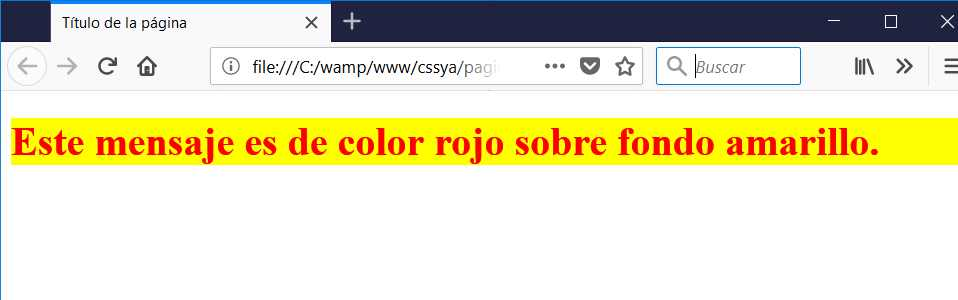 Título de la página
file:///C:/wamp/www/cssya/pagi
Buscar
Este mensaje es de color rojo sobre fondo amarillo.